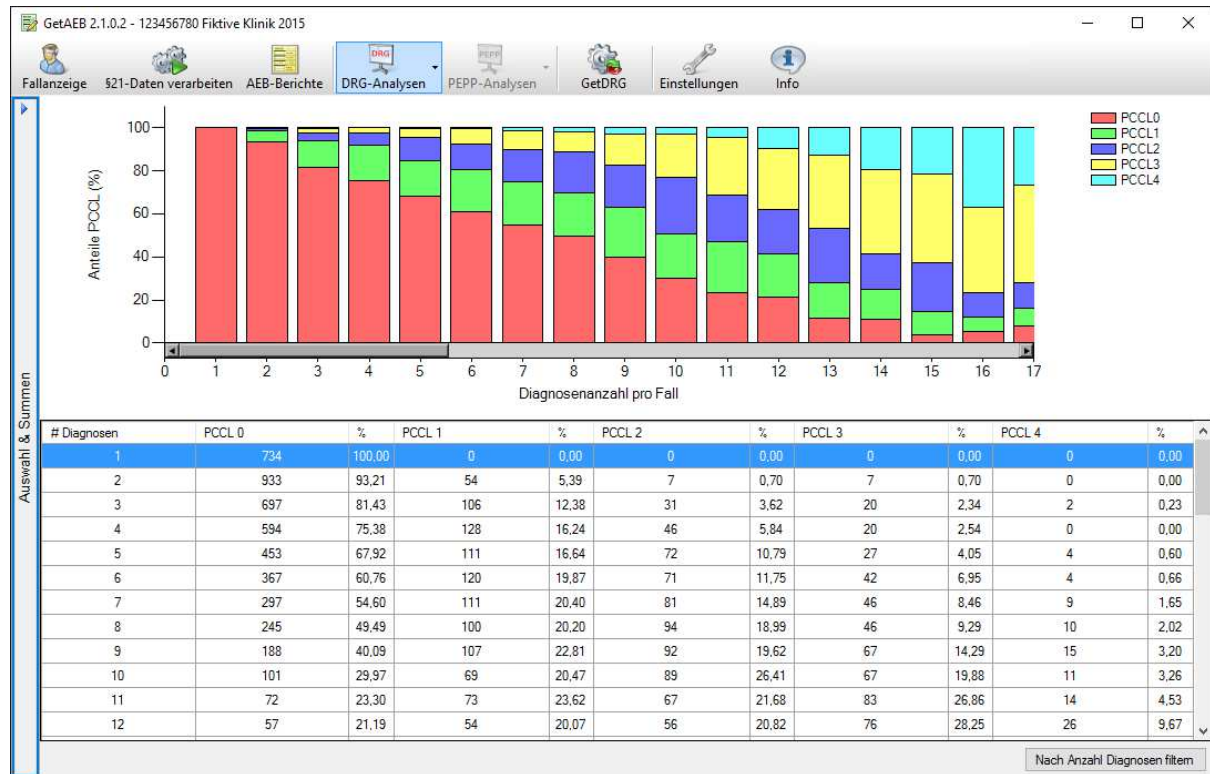 GetAEB 2.1.0.2 - 123456780 Fiktive Klinik 2015
Fallanzeige §21-Daten verarbeiten AEB-Berichte DRG-Analysen PEPP-Analysen GetDRG Einstellungen Info
DRG
PEPP
Auswahl & Summen
Anteile PCCL (%)
100
80
60
40
20
0
PCCL0
PCCL1
PCCL2
PCCL3
PCCL4
0 1 2 3 4 5 6 7 8 9 10 11 12 13 14 15 16 17
Diagnosenanzahl pro Fall
# Diagnosen PCCL 0 % PCCL 1 % PCCL 2 % PCCL 3 % PCCL 4 %
1 734 100,00 0 0,00 0 0,00 0 0,00 0 0,00
2 933 93,21 54 5,39 7 0,70 7 0,70 0 0,00
3 697 81,43 106 12,38 31 3,62 20 2,34 2 0,23
4 594 75,38 128 16,24 46 5,84 20 2,54 0 0,00
5 453 67,92 111 16,64 72 10,79 27 4,05 4 0,60
6 367 60,76 120 19,87 71 11,75 42 6,95 4 0,66
7 297 54,60 111 20,40 81 14,89 46 8,46 9 1,65
8 245 49,49 100 20,20 94 18,99 46 9,29 10 2,02
9 188 40,09 107 22,81 92 19,62 67 14,29 15 3,20
10 101 29,97 69 20,47 89 26,41 67 19,88 11 3,26
11 72 23,30 73 23,62 67 21,68 83 26,86 14 4,53
12 57 21,19 54 20,07 56 20,82 76 28,25 26 9,67
Nach Anzahl Diagnosen filtern